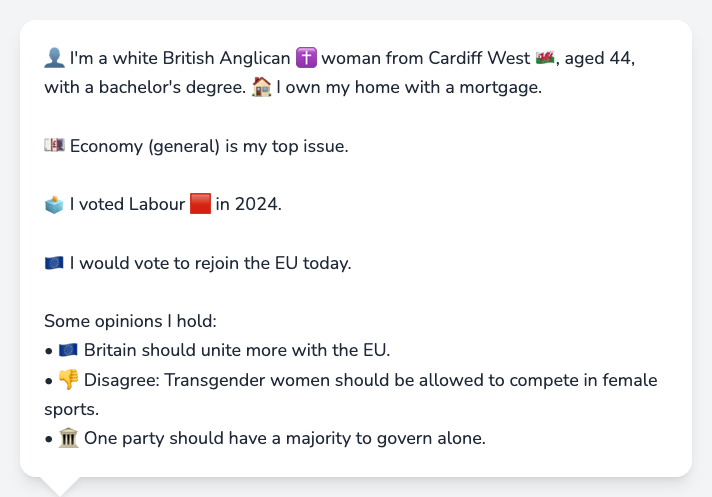 👤 I'm a white British Anglican ✝️ woman from Cardiff West 🏴󠁧󠁢󠁷󠁬󠁳󠁿, aged 44,
with a bachelor's degree. 🏠 I own my home with a mortgage.
💷 Economy (general) is my top issue.
🗳️ I voted Labour 🟥 in 2024.
🇪🇺 I would vote to rejoin the EU today.
Some opinions I hold:
• 🇪🇺 Britain should unite more with the EU.
• 👎 Disagree: Transgender women should be allowed to compete in female
sports.
• 🏛️ One party should have a majority to govern alone.